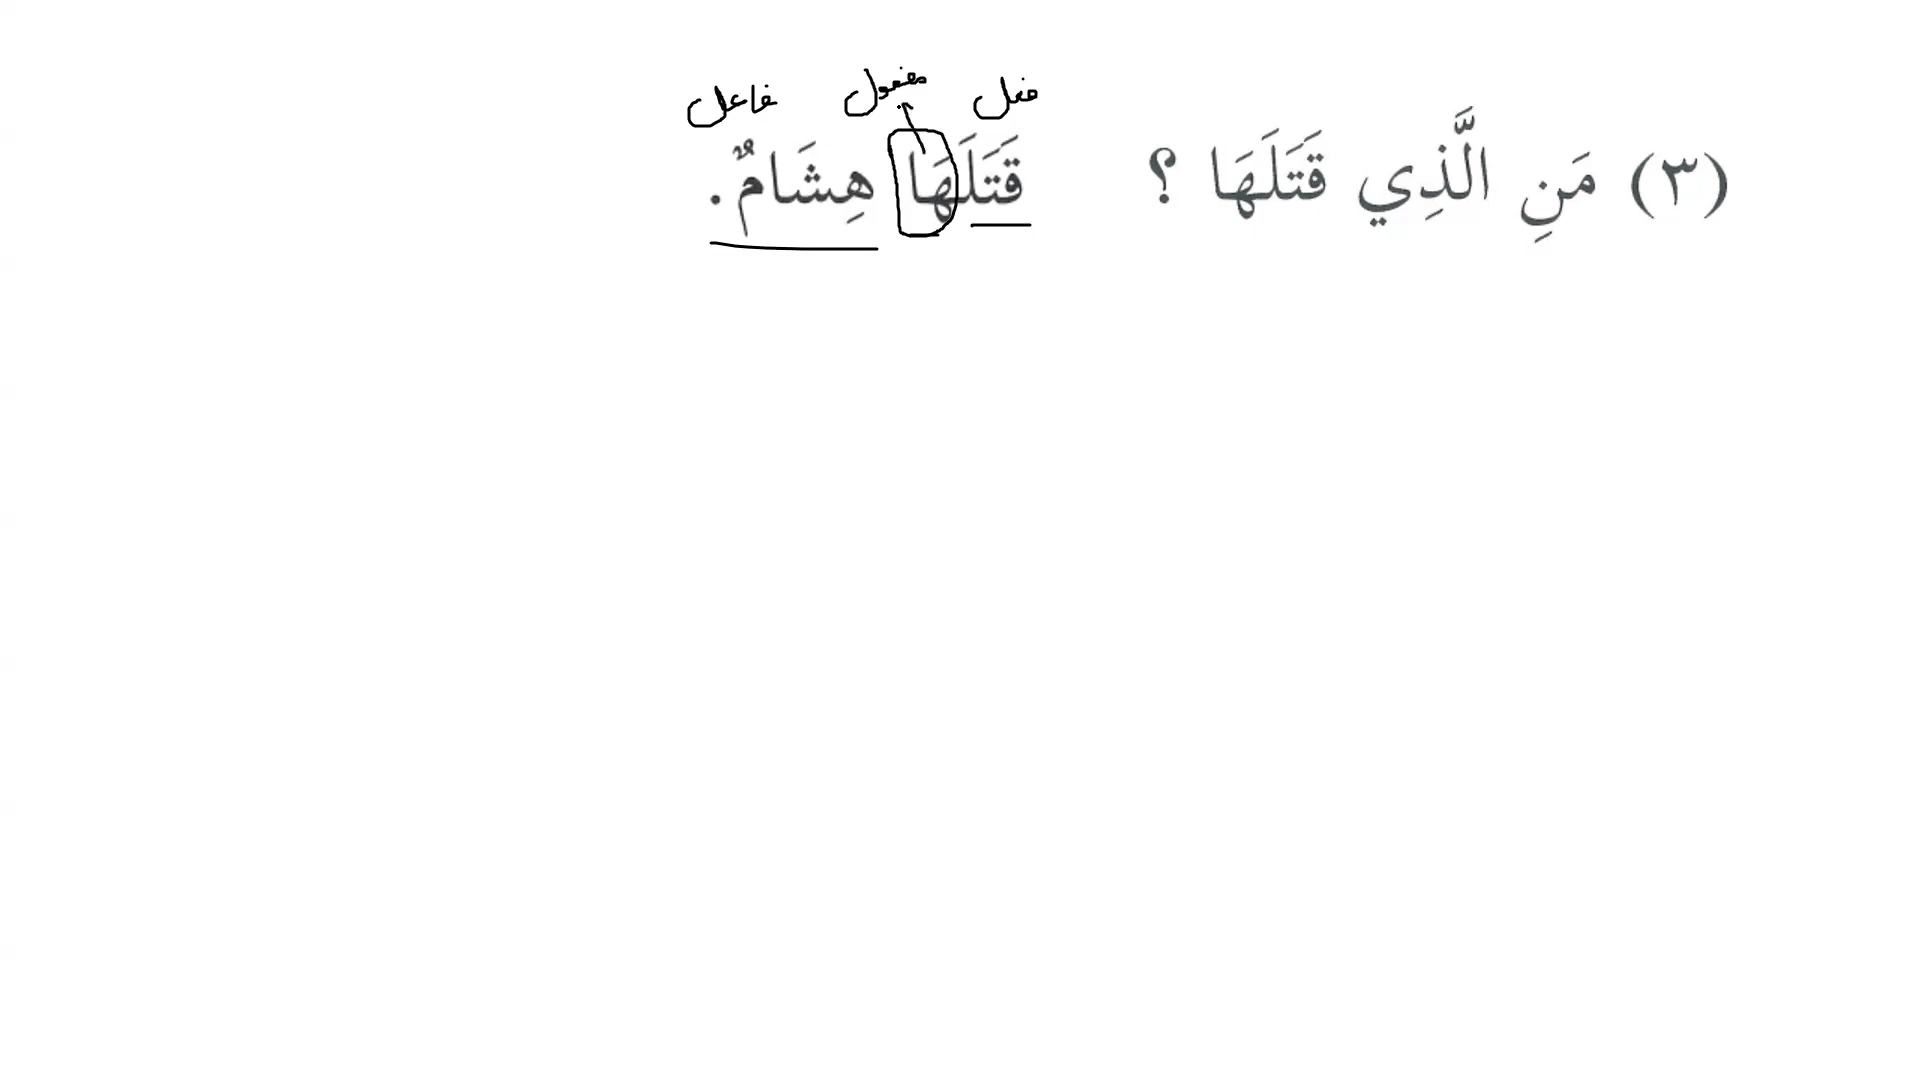 فعل مفعول فاعل
(٣) مَنِ الَّذِي قَتَلَهَا ؟ قَتَلَهَا هِشَامٌ .